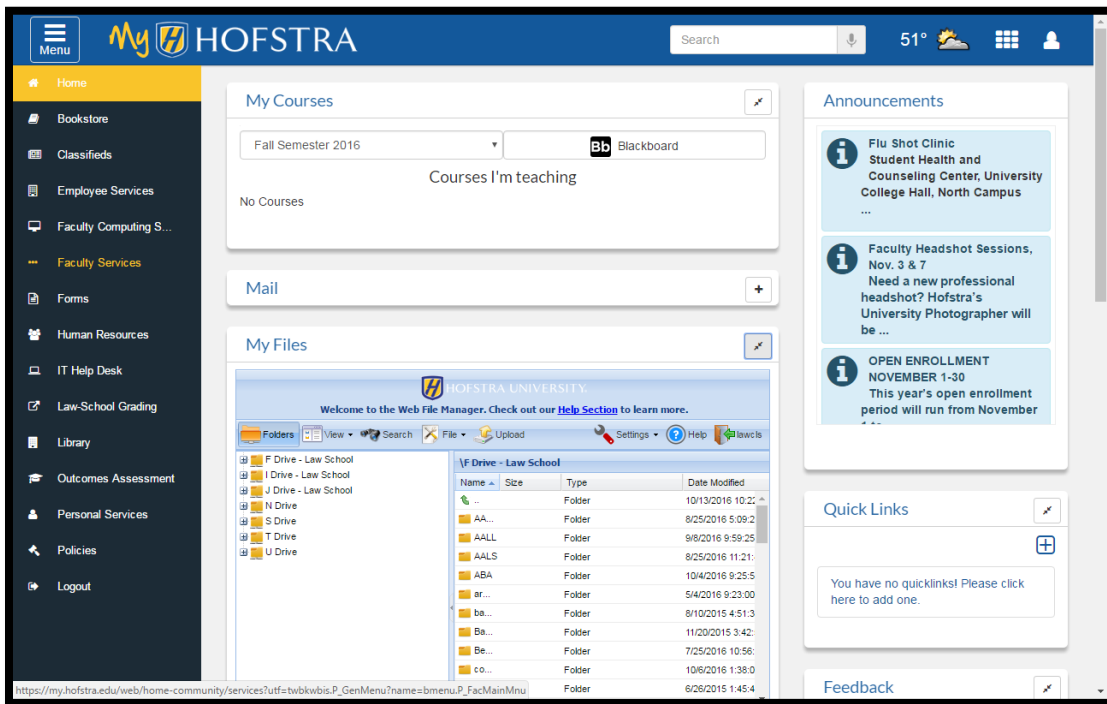 Menu
My HOFSTRA
Search
51°
Home
Bookstore
Classifieds
Employee Services
Faculty Computing S...
Faculty Services
Forms
Human Resources
IT Help Desk
Law-School Grading
Library
Outcomes Assessment
Personal Services
Policies
Logout
My Courses
Fall Semester 2016
Bb Blackboard
Courses I'm teaching
No Courses
Mail
My Files
HOFSTRA UNIVERSITY.
Welcome to the Web File Manager. Check out our Help Section to learn more.
Folders View Search File Upload Settings Help lawcls
F Drive - Law School
I Drive - Law School
J Drive - Law School
N Drive
S Drive
T Drive
U Drive
\F Drive - Law School
Name Size Type Date Modified
.. Folder 10/13/2016 10:22
AA... Folder 8/25/2016 5:09:2
AALL Folder 9/8/2016 9:59:25
AALS Folder 8/25/2016 11:21:
ABA Folder 10/4/2016 9:25:5
ar... Folder 5/4/2016 9:23:00
ba... Folder 8/10/2015 4:51:3
Ba... Folder 11/20/2015 3:42:
Be... Folder 7/25/2016 10:56:
co... Folder 10/6/2016 1:38:0
Folder 6/26/2015 1:45:4
Announcements
Flu Shot Clinic
Student Health and
Counseling Center, University
College Hall, North Campus
...
Faculty Headshot Sessions,
Nov. 3 & 7
Need a new professional
headshot? Hofstra's
University Photographer will
be ...
OPEN ENROLLMENT
NOVEMBER 1-30
This year's open enrollment
period will run from November
Quick Links
You have no quicklinks! Please click
here to add one.
Feedback
https://my.hofstra.edu/web/home-community/services?utf=twbkwbis.P_GenMenu?name=bmenu.P_FacMainMnu